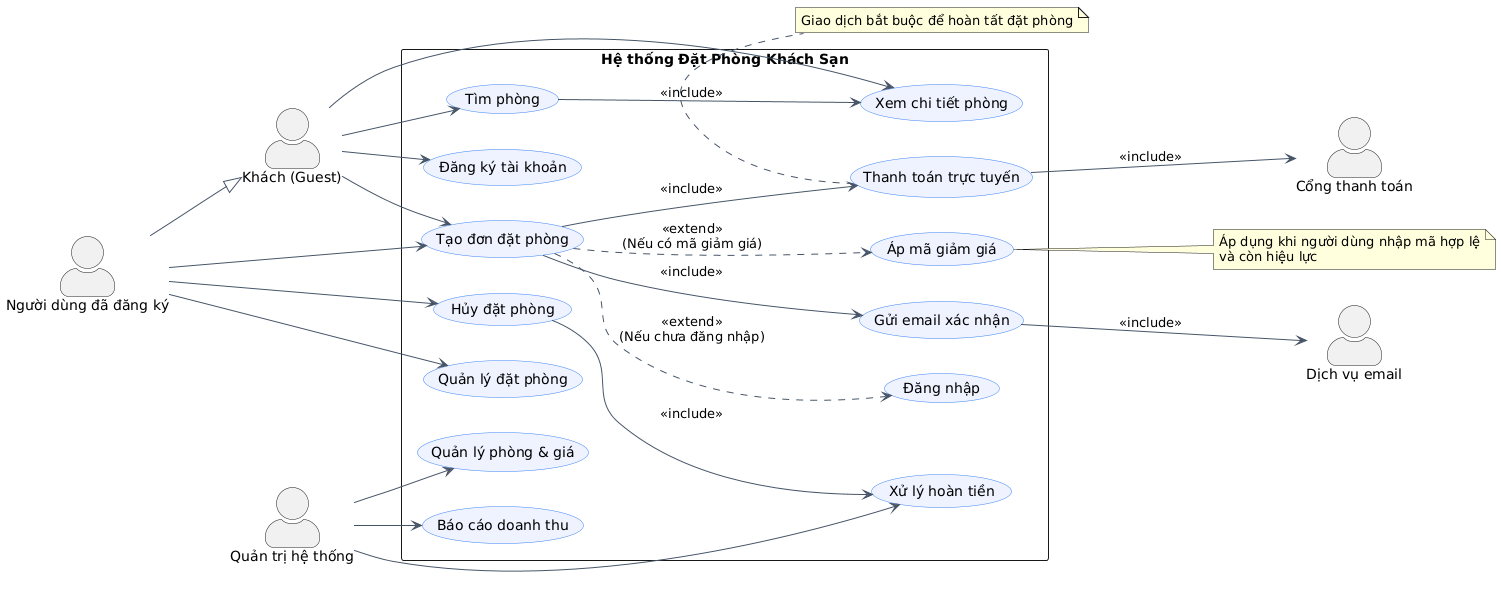 Giao dịch bắt buộc để hoàn tất đặt phòng
Hệ thống Đặt Phòng Khách Sạn
Tìm phòng
«include»
Xem chi tiết phòng
Khách (Guest)
Đăng ký tài khoản
«include»
Thanh toán trực tuyến
«include»
Cổng thanh toán
Tạo đơn đặt phòng
«extend»
(Nếu có mã giảm giá)
Áp mã giảm giá
Áp dụng khi người dùng nhập mã hợp lệ
và còn hiệu lực
«include»
Người dùng đã đăng ký
Hủy đặt phòng
«extend»
(Nếu chưa đăng nhập)
Gửi email xác nhận
«include»
Dịch vụ email
Quản lý đặt phòng
Đăng nhập
«include»
Quản lý phòng & giá
Xử lý hoàn tiền
Báo cáo doanh thu
Quản trị hệ thống